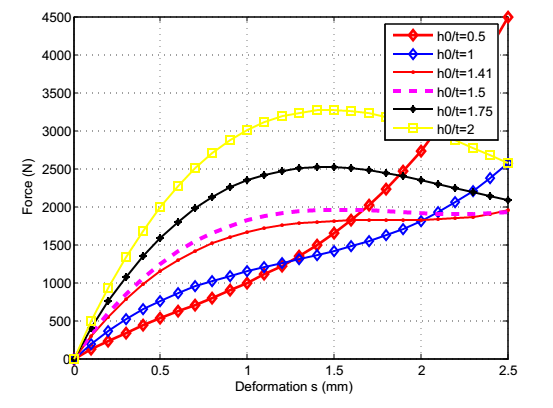 4500
4000
3500
3000
2500
2000
1500
1000
500
0
Force (N)
0
0.5
1
1.5
2
2.5
Deformation s (mm)
h0/t=0.5
h0/t=1
h0/t=1.41
h0/t=1.5
h0/t=1.75
h0/t=2